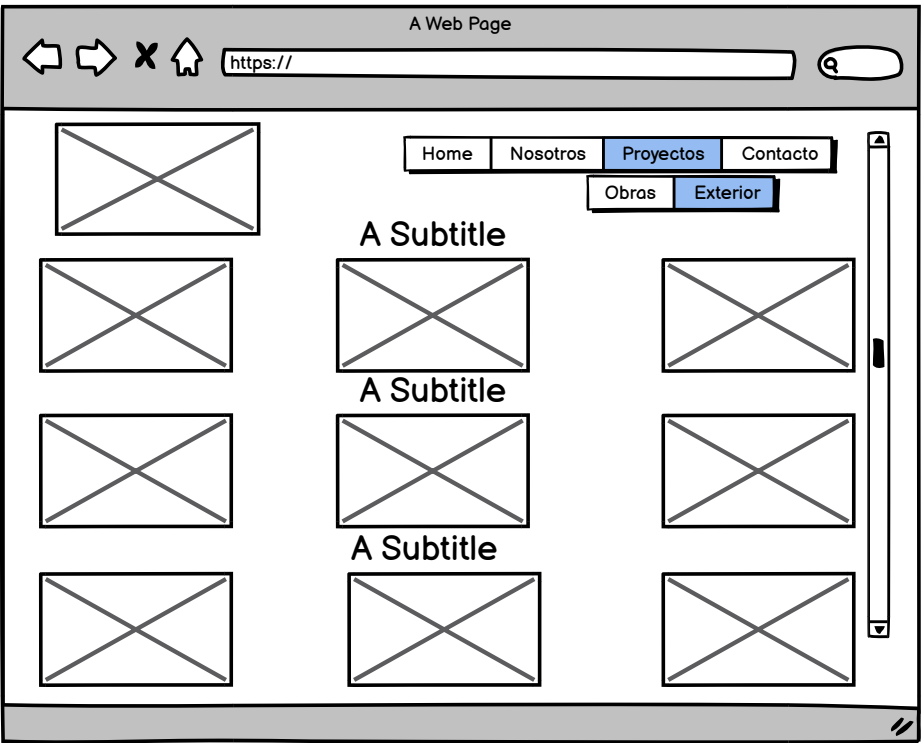 A Web Page
https://
Home Nosotros Proyectos Contacto
Obras Exterior
A Subtitle
A Subtitle
A Subtitle